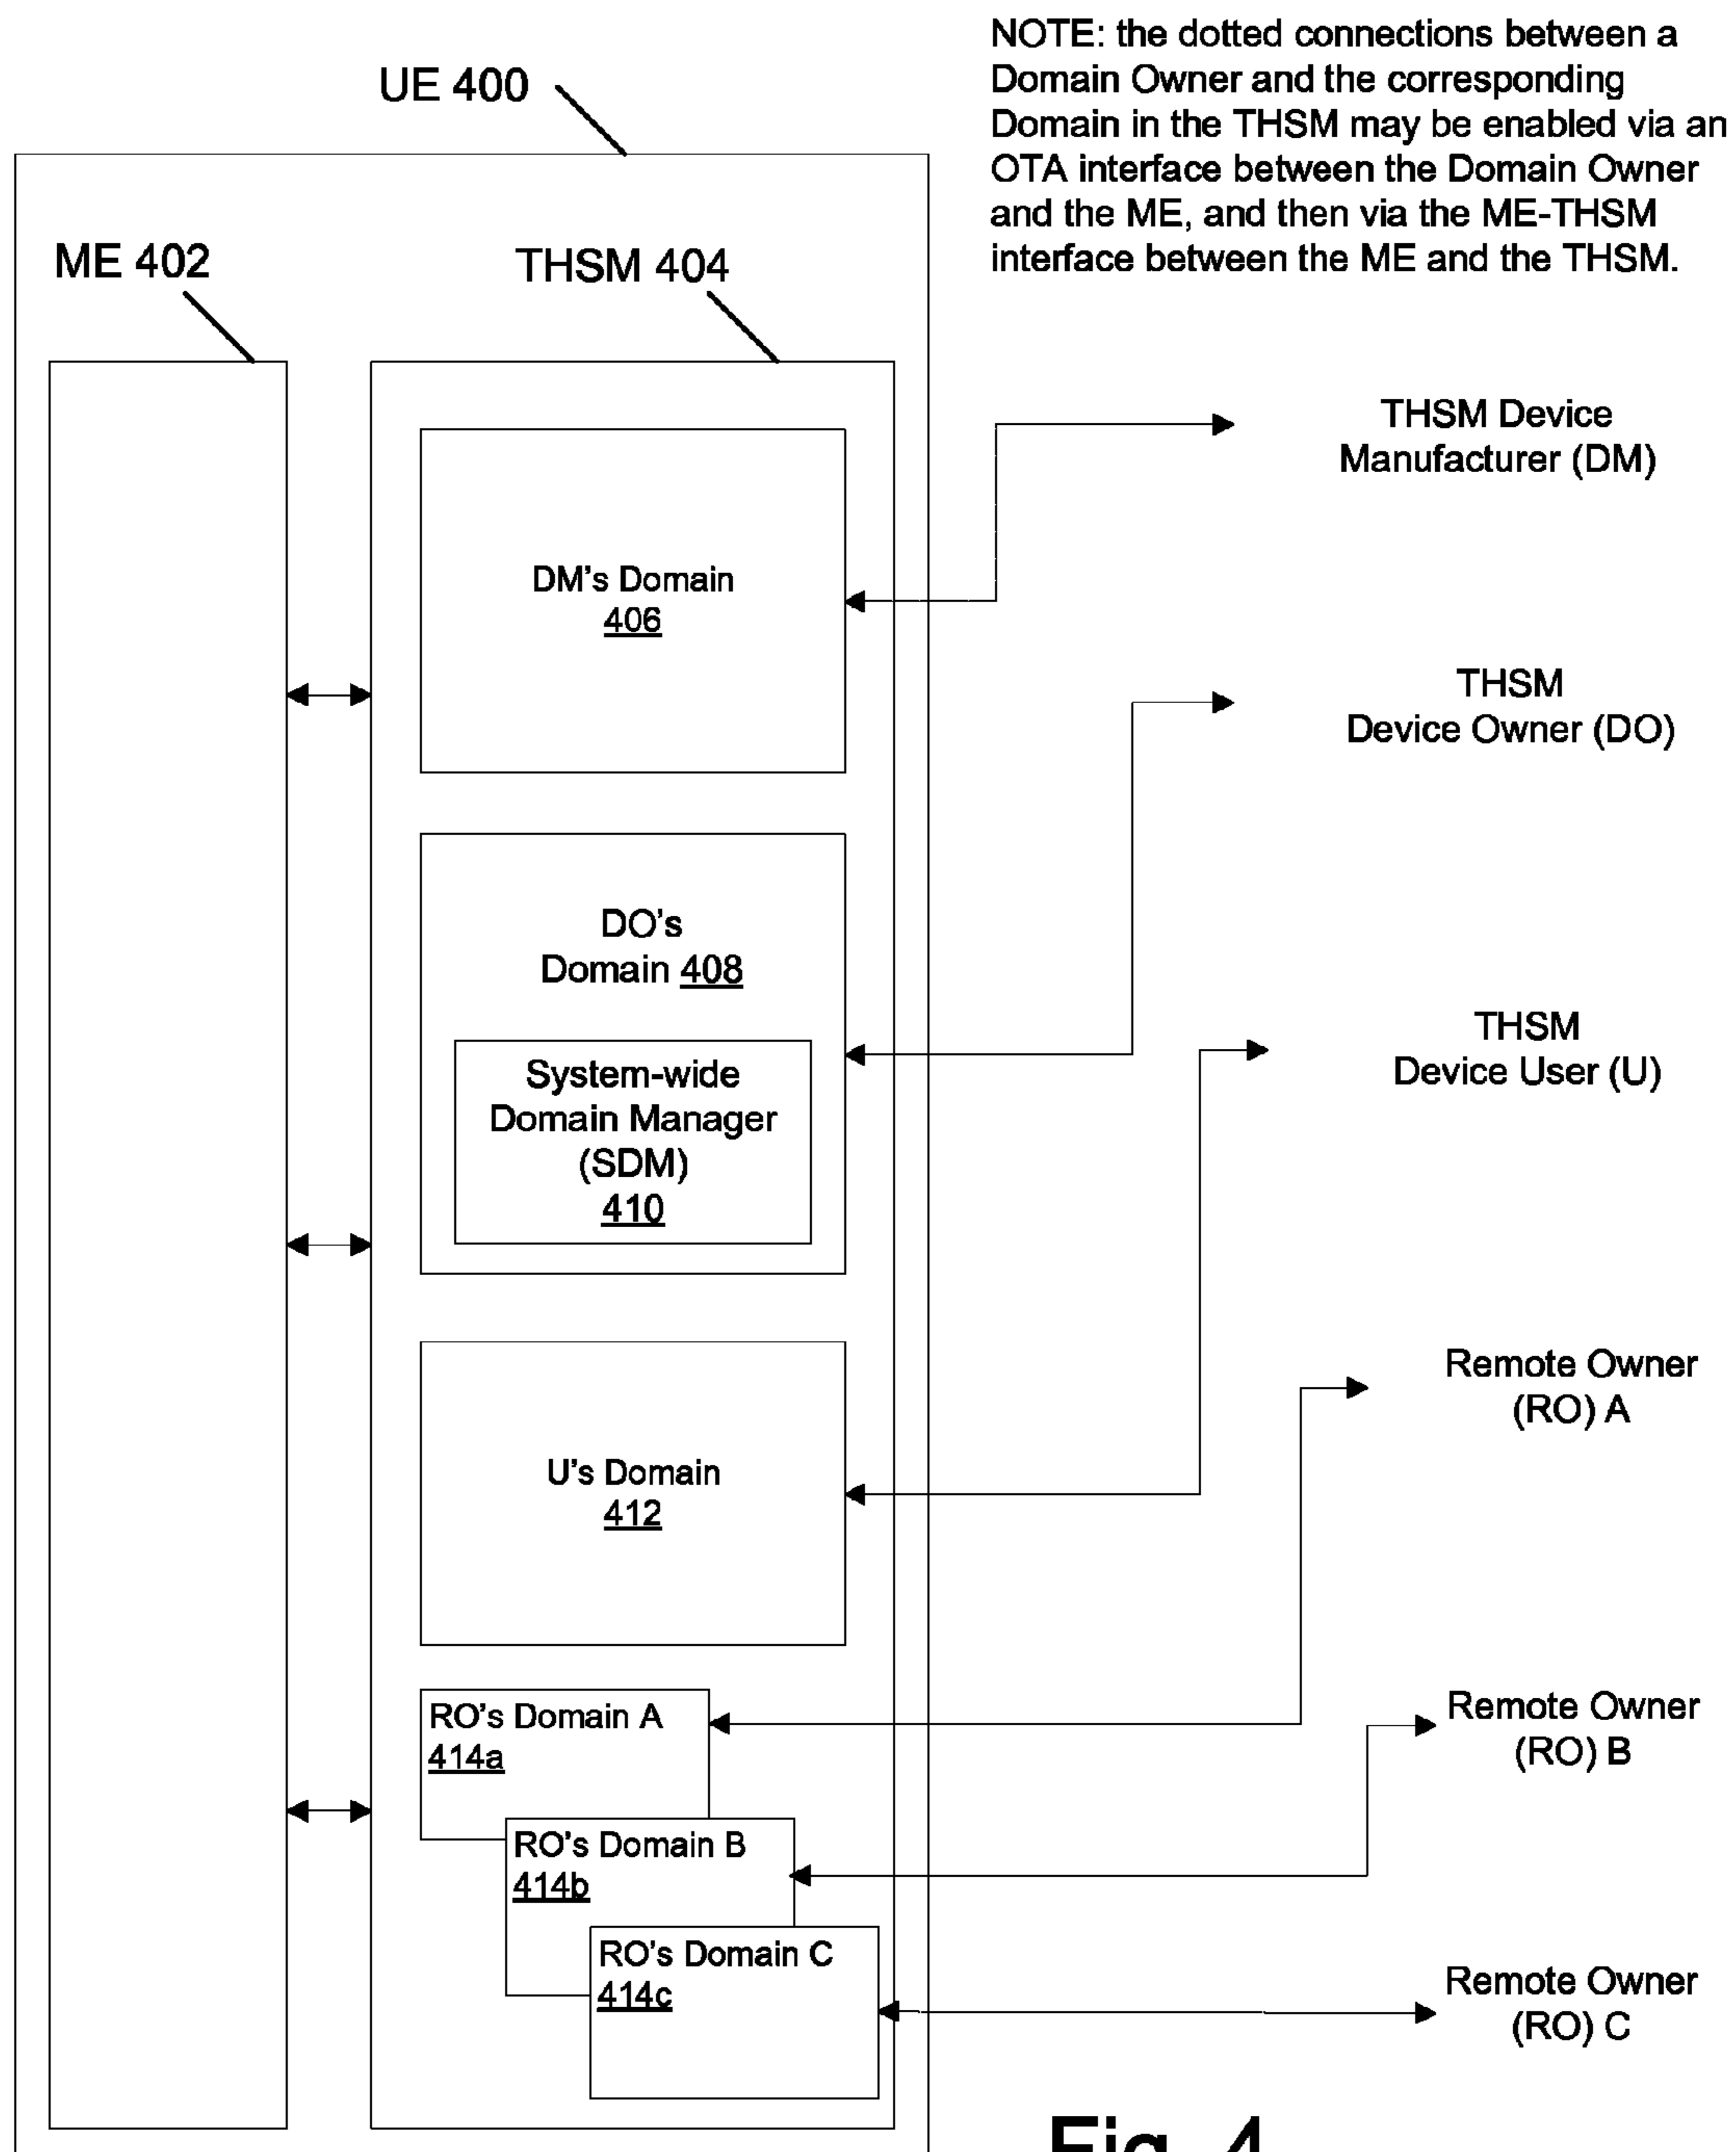 NOTE: the dotted connections between a
Domain Owner and the corresponding
Domain in the THSM may be enabled via an
OTA interface between the Domain Owner
and the ME, and then via the ME-THSM
interface between the ME and the THSM.
UE 400
ME 402
THSM 404
DM's Domain
406
DO's
Domain 408
System-wide
Domain Manager
(SDM)
410
U's Domain
412
RO's Domain A
414a
RO's Domain B
414b
RO's Domain C
414c
THSM Device
Manufacturer (DM)
THSM
Device Owner (DO)
THSM
Device User (U)
Remote Owner
(RO) A
Remote Owner
(RO) B
Remote Owner
(RO) C
Fig. 4